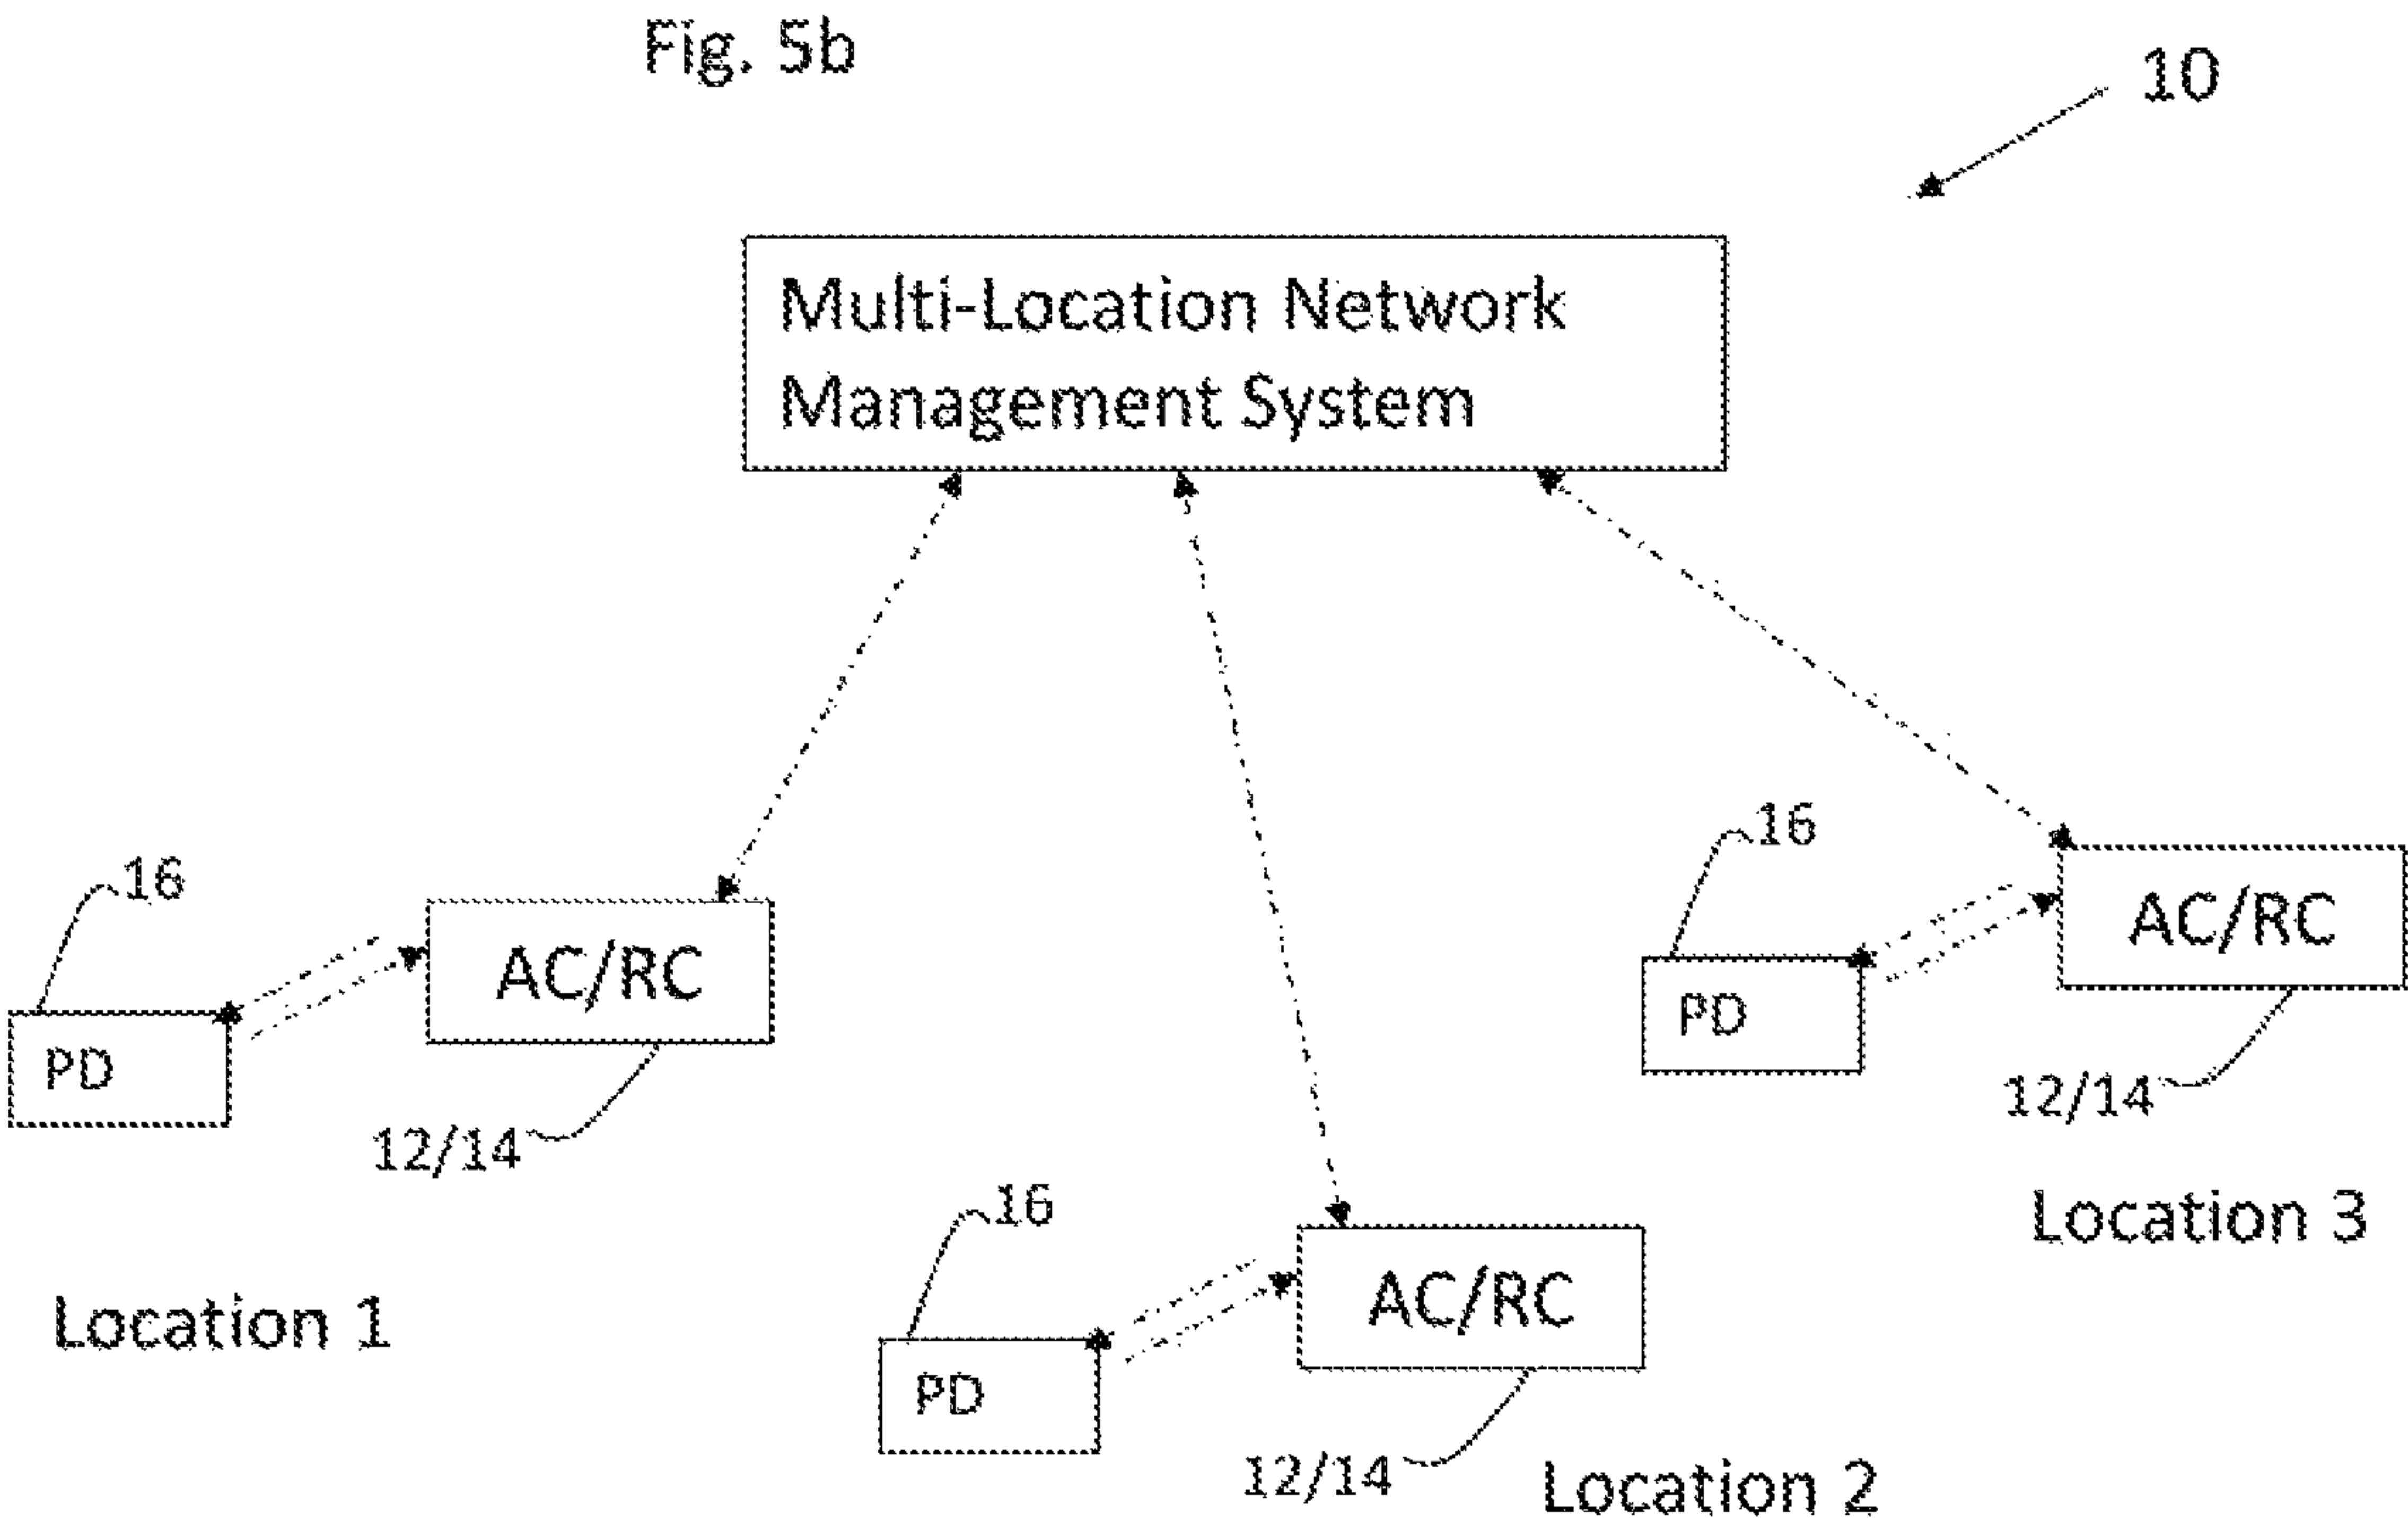 Fig. 5b
10
Multi-Location Network
Management System
16
AC/RC
PD
12/14
Location 1
16
AC/RC
PD
12/14
Location 2
16
AC/RC
PD
12/14
Location 3